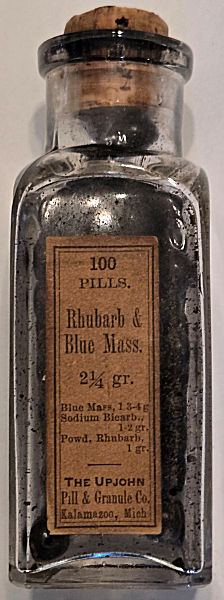 100
PILLS.
Rhubarb &
Blue Mass.
2¼ gr.
Blue Mass, 1 3-4 g
Sodium Bicarb.,
1-2 gr.
Powd. Rhubarb,
1 gr.
THE UPJOHN
Pill & Granule Co.
Kalamazoo, Mich